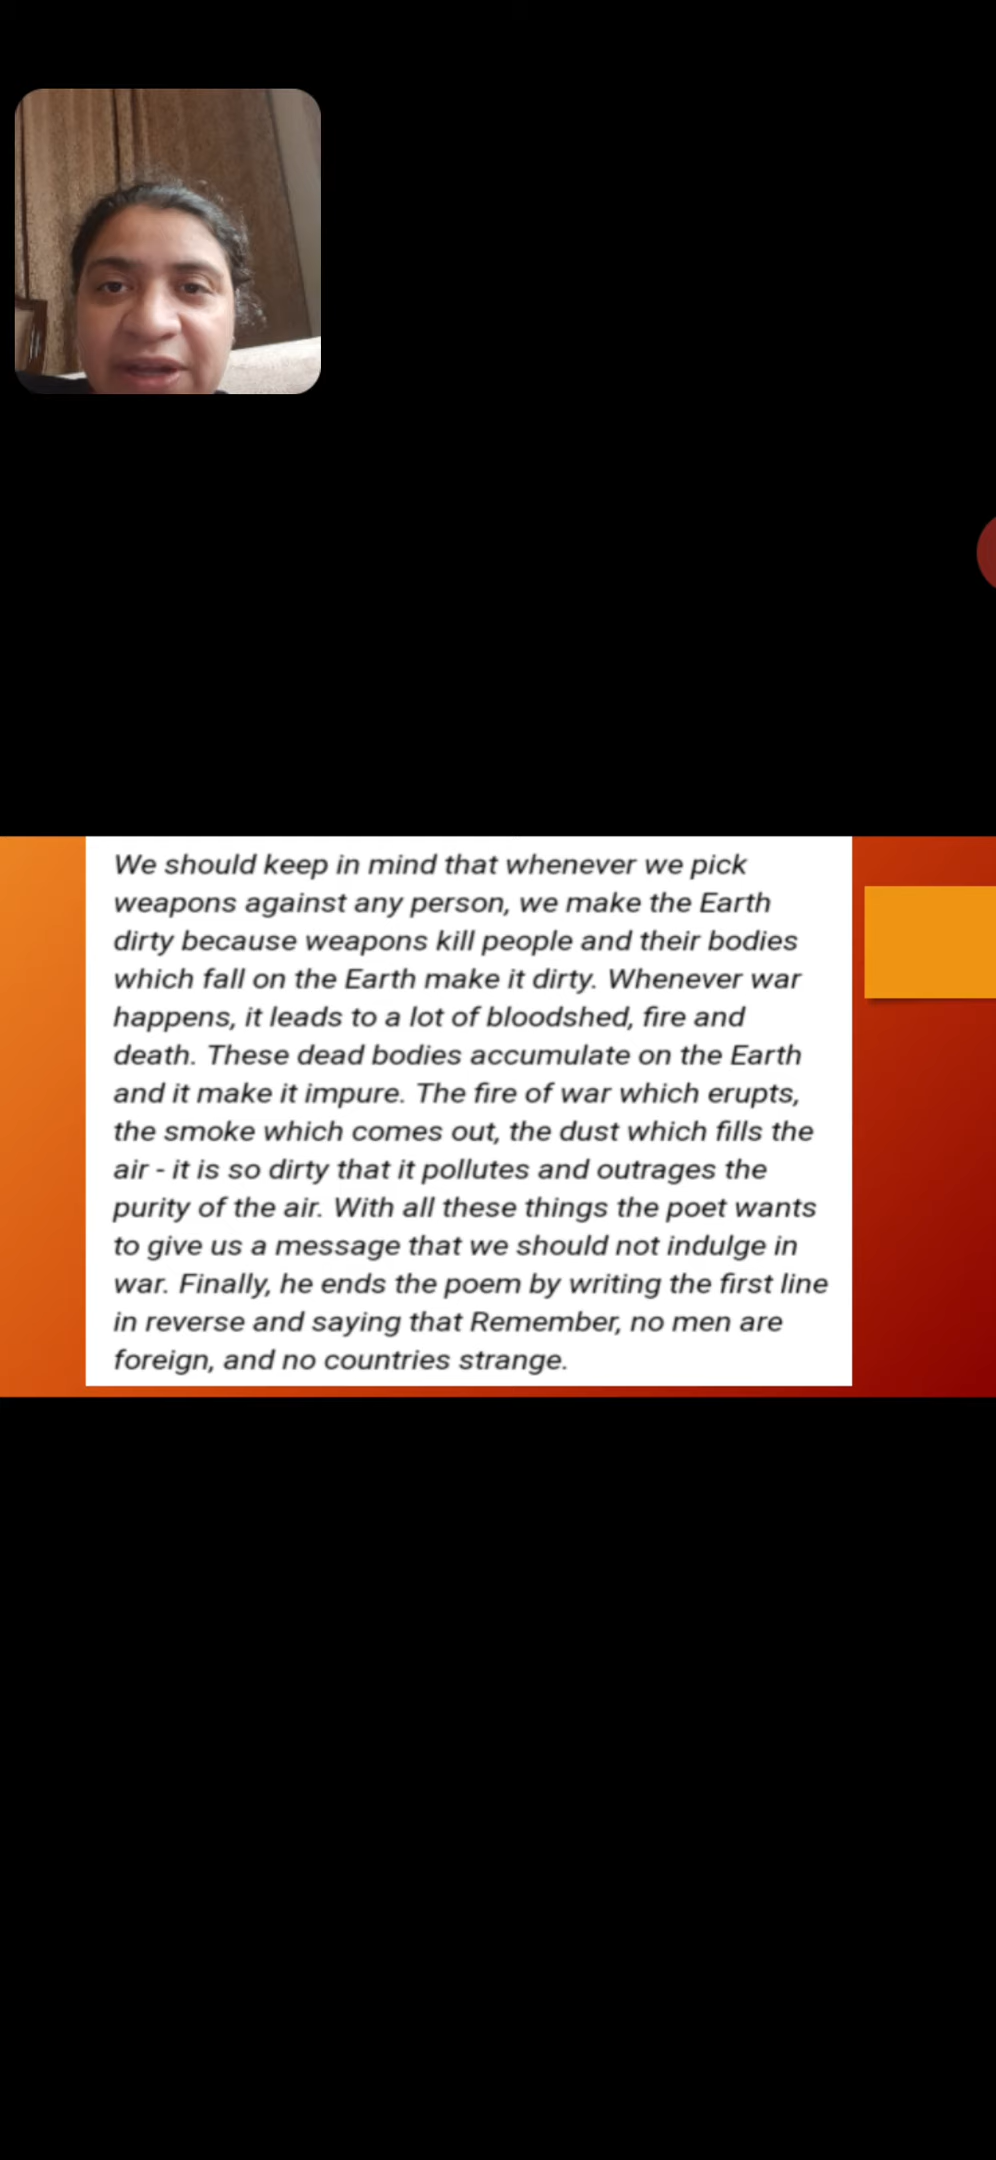 We should keep in mind that whenever we pick
weapons against any person, we make the Earth
dirty because weapons kill people and their bodies
which fall on the Earth make it dirty. Whenever war
happens, it leads to a lot of bloodshed, fire and
death. These dead bodies accumulate on the Earth
and it make it impure. The fire of war which erupts,
the smoke which comes out, the dust which fills the
air - it is so dirty that it pollutes and outrages the
purity of the air. With all these things the poet wants
to give us a message that we should not indulge in
war. Finally, he ends the poem by writing the first line
in reverse and saying that Remember, no men are
foreign, and no countries strange.